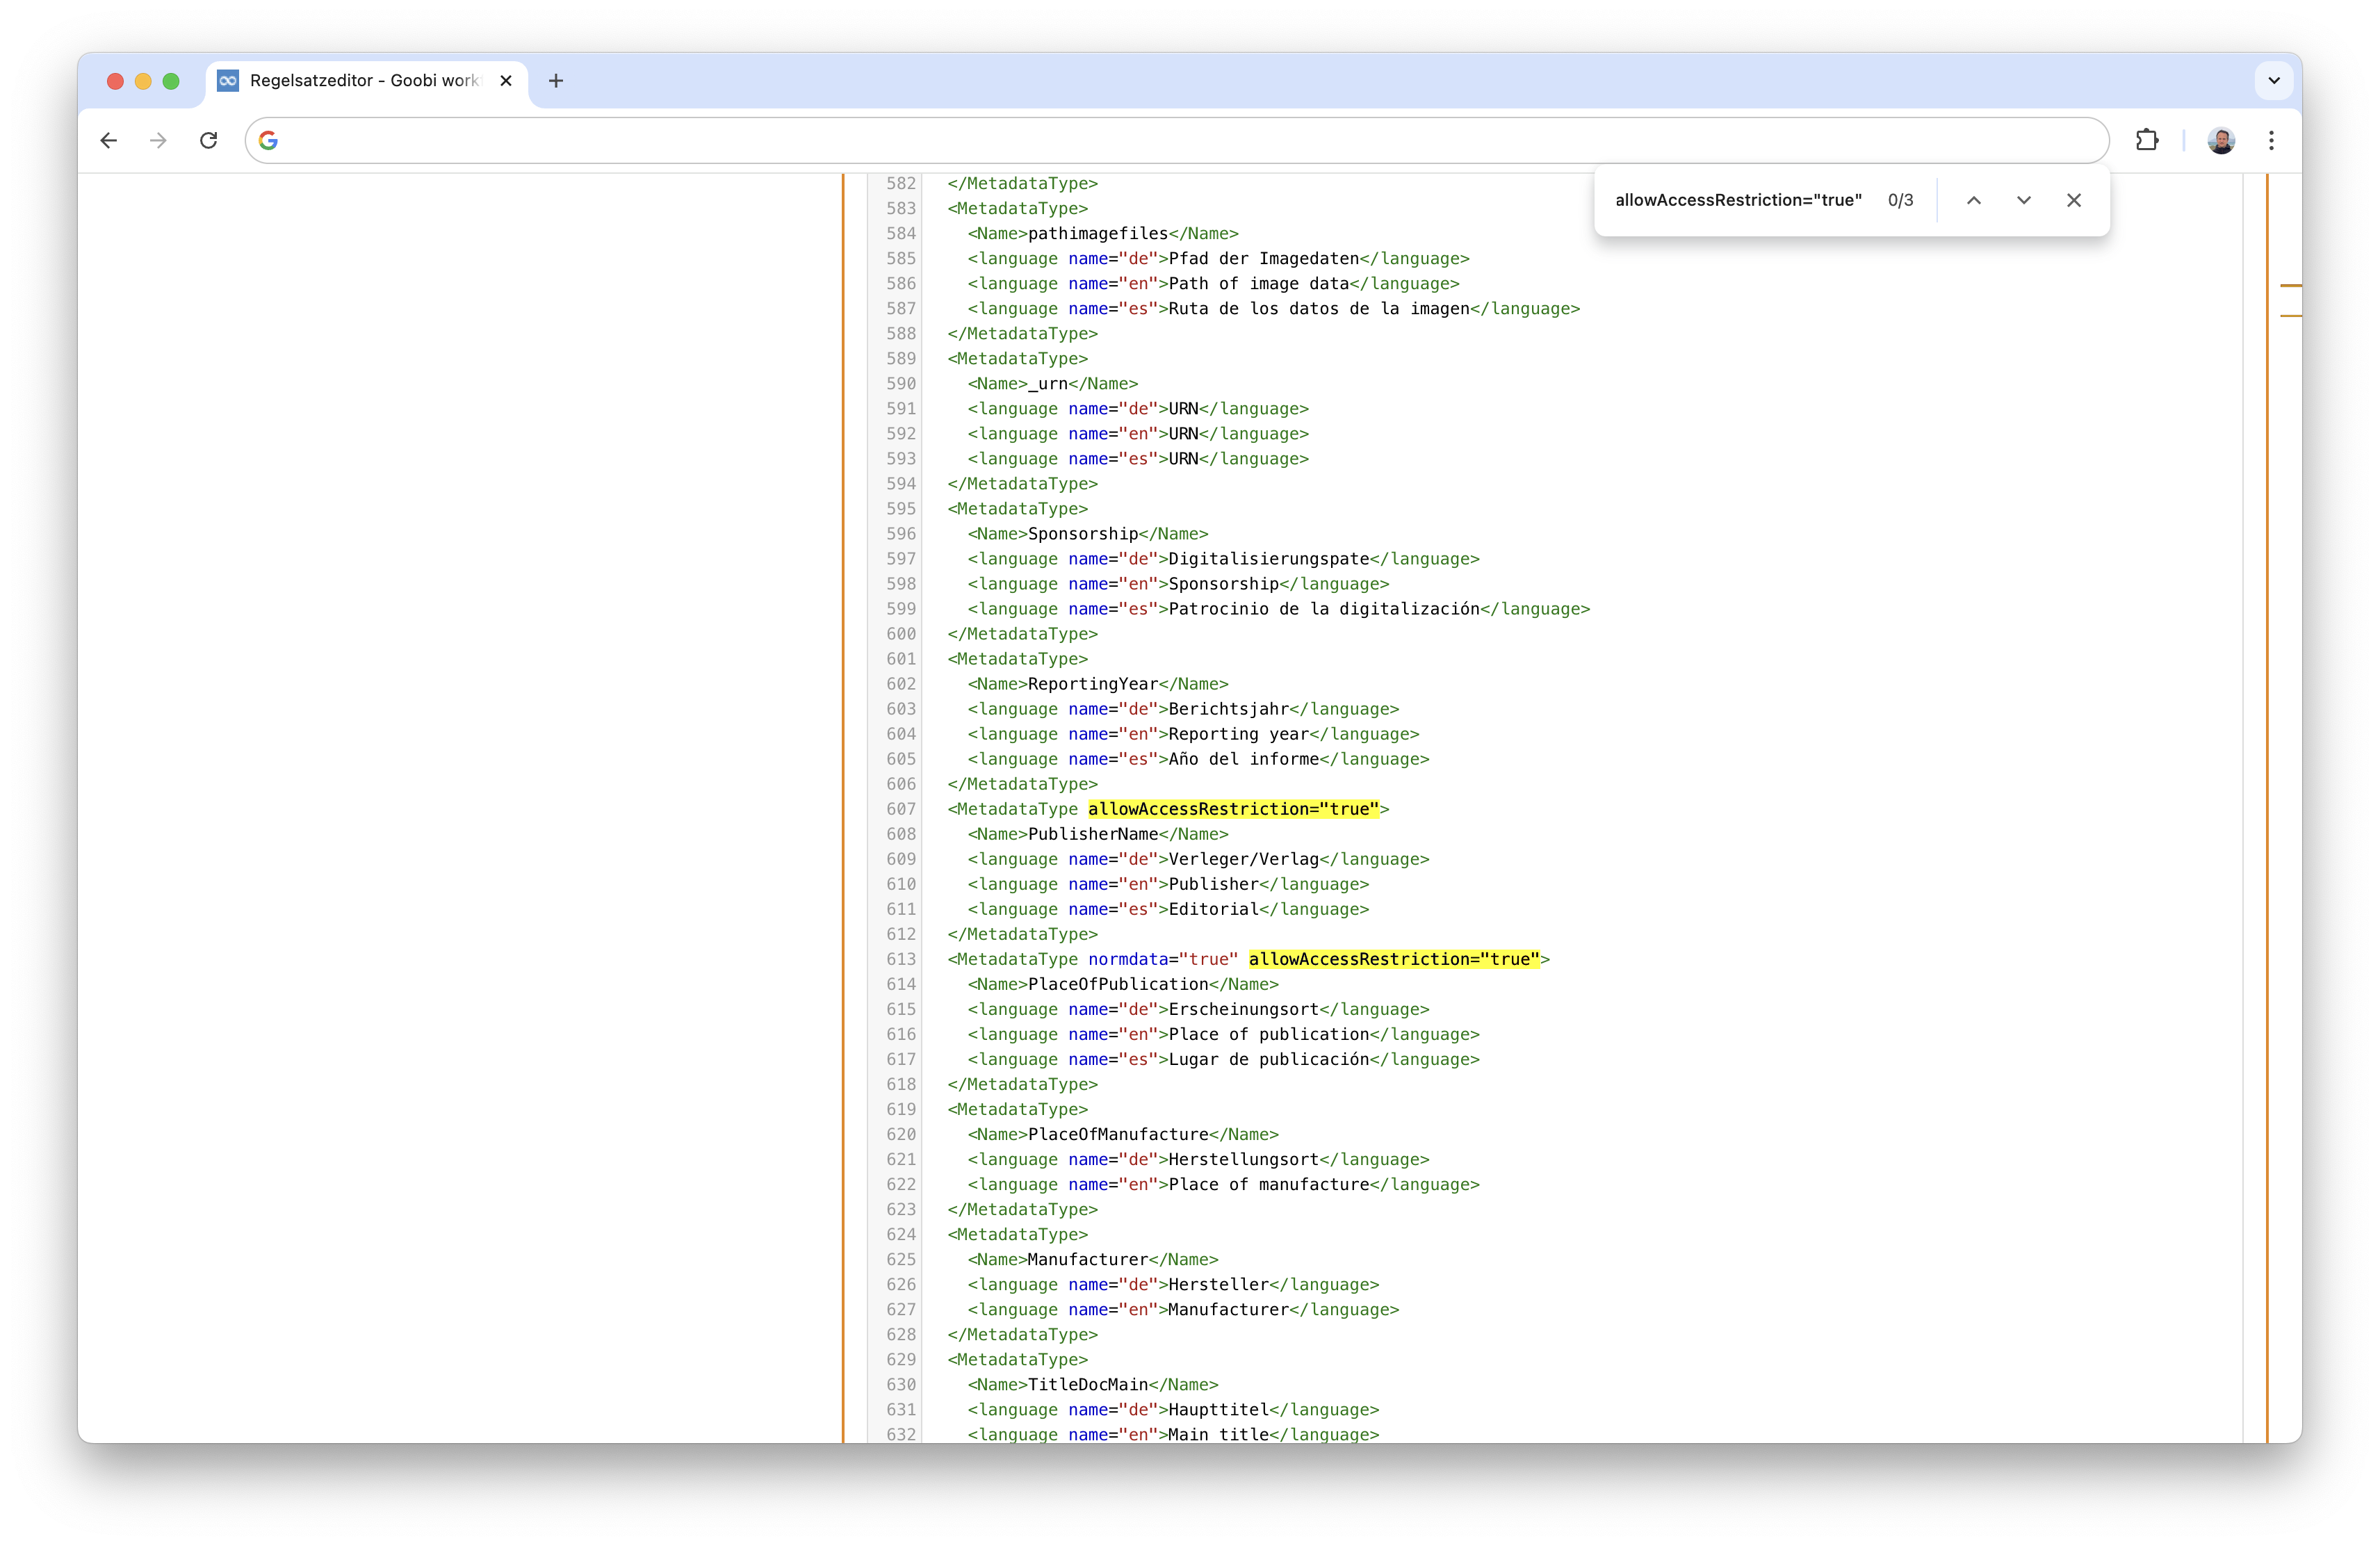 Regelsatzeditor - Goobi work
allowAccessRestriction="true" 0/3
582 </MetadataType>
583 <MetadataType>
584 <Name>pathimagefiles</Name>
585 <language name="de">Pfad der Imagedaten</language>
586 <language name="en">Path of image data</language>
587 <language name="es">Ruta de los datos de la imagen</language>
588 </MetadataType>
589 <MetadataType>
590 <Name>_urn</Name>
591 <language name="de">URN</language>
592 <language name="en">URN</language>
593 <language name="es">URN</language>
594 </MetadataType>
595 <MetadataType>
596 <Name>Sponsorship</Name>
597 <language name="de">Digitalisierungspate</language>
598 <language name="en">Sponsorship</language>
599 <language name="es">Patrocinio de la digitalización</language>
600 </MetadataType>
601 <MetadataType>
602 <Name>ReportingYear</Name>
603 <language name="de">Berichtsjahr</language>
604 <language name="en">Reporting year</language>
605 <language name="es">Año del informe</language>
606 </MetadataType>
607 <MetadataType allowAccessRestriction="true">
608 <Name>PublisherName</Name>
609 <language name="de">Verleger/Verlag</language>
610 <language name="en">Publisher</language>
611 <language name="es">Editorial</language>
612 </MetadataType>
613 <MetadataType normdata="true" allowAccessRestriction="true">
614 <Name>PlaceOfPublication</Name>
615 <language name="de">Erscheinungsort</language>
616 <language name="en">Place of publication</language>
617 <language name="es">Lugar de publicación</language>
618 </MetadataType>
619 <MetadataType>
620 <Name>PlaceOfManufacture</Name>
621 <language name="de">Herstellungsort</language>
622 <language name="en">Place of manufacture</language>
623 </MetadataType>
624 <MetadataType>
625 <Name>Manufacturer</Name>
626 <language name="de">Hersteller</language>
627 <language name="en">Manufacturer</language>
628 </MetadataType>
629 <MetadataType>
630 <Name>TitleDocMain</Name>
631 <language name="de">Haupttitel</language>
632 <language name="en">Main title</language>